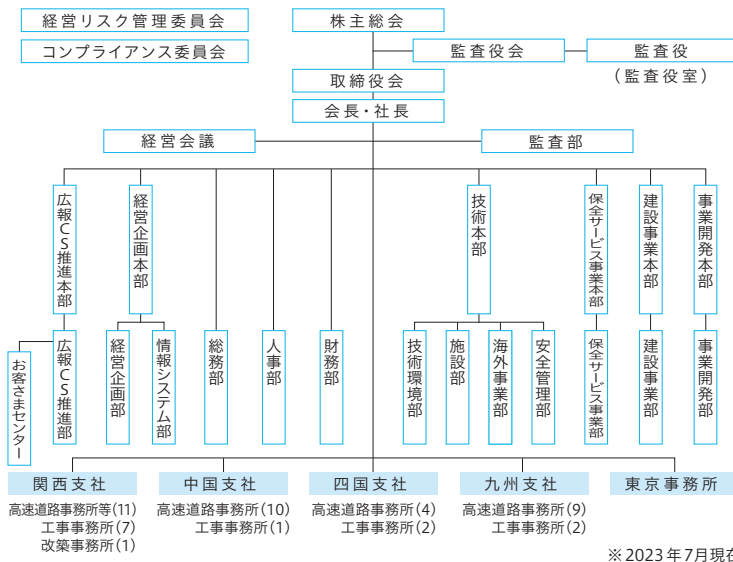 経営リスク管理委員会
コンプライアンス委員会
株主総会
監査役会
監査役
(監査役室)
取締役会
会長・社長
経営会議
監査部
広報CS推進本部
経営企画本部
技術本部
保全サービス事業本部
建設事業本部
事業開発本部
お客さまセンター
広報CS推進部
経営企画部
情報システム部
総務部
人事部
財務部
技術環境部
施設部
海外事業部
安全管理部
保全サービス事業部
建設事業部
事業開発部
関西支社
高速道路事務所等(11)
工事事務所(7)
改築事務所(1)
中国支社
高速道路事務所(10)
工事事務所(1)
四国支社
高速道路事務所(4)
工事事務所(2)
九州支社
高速道路事務所(9)
工事事務所(2)
東京事務所
※2023年7月現在